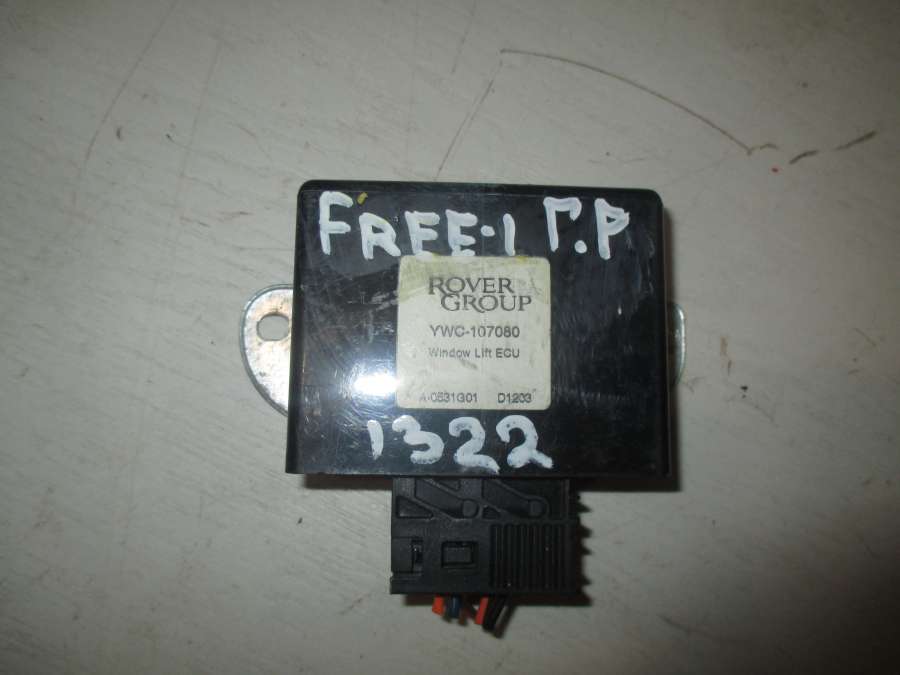 FREE-1 Г.Р
ROVER
GROUP
YWC-107080
Window Lift ECU
A-0831G01 D1203
1322